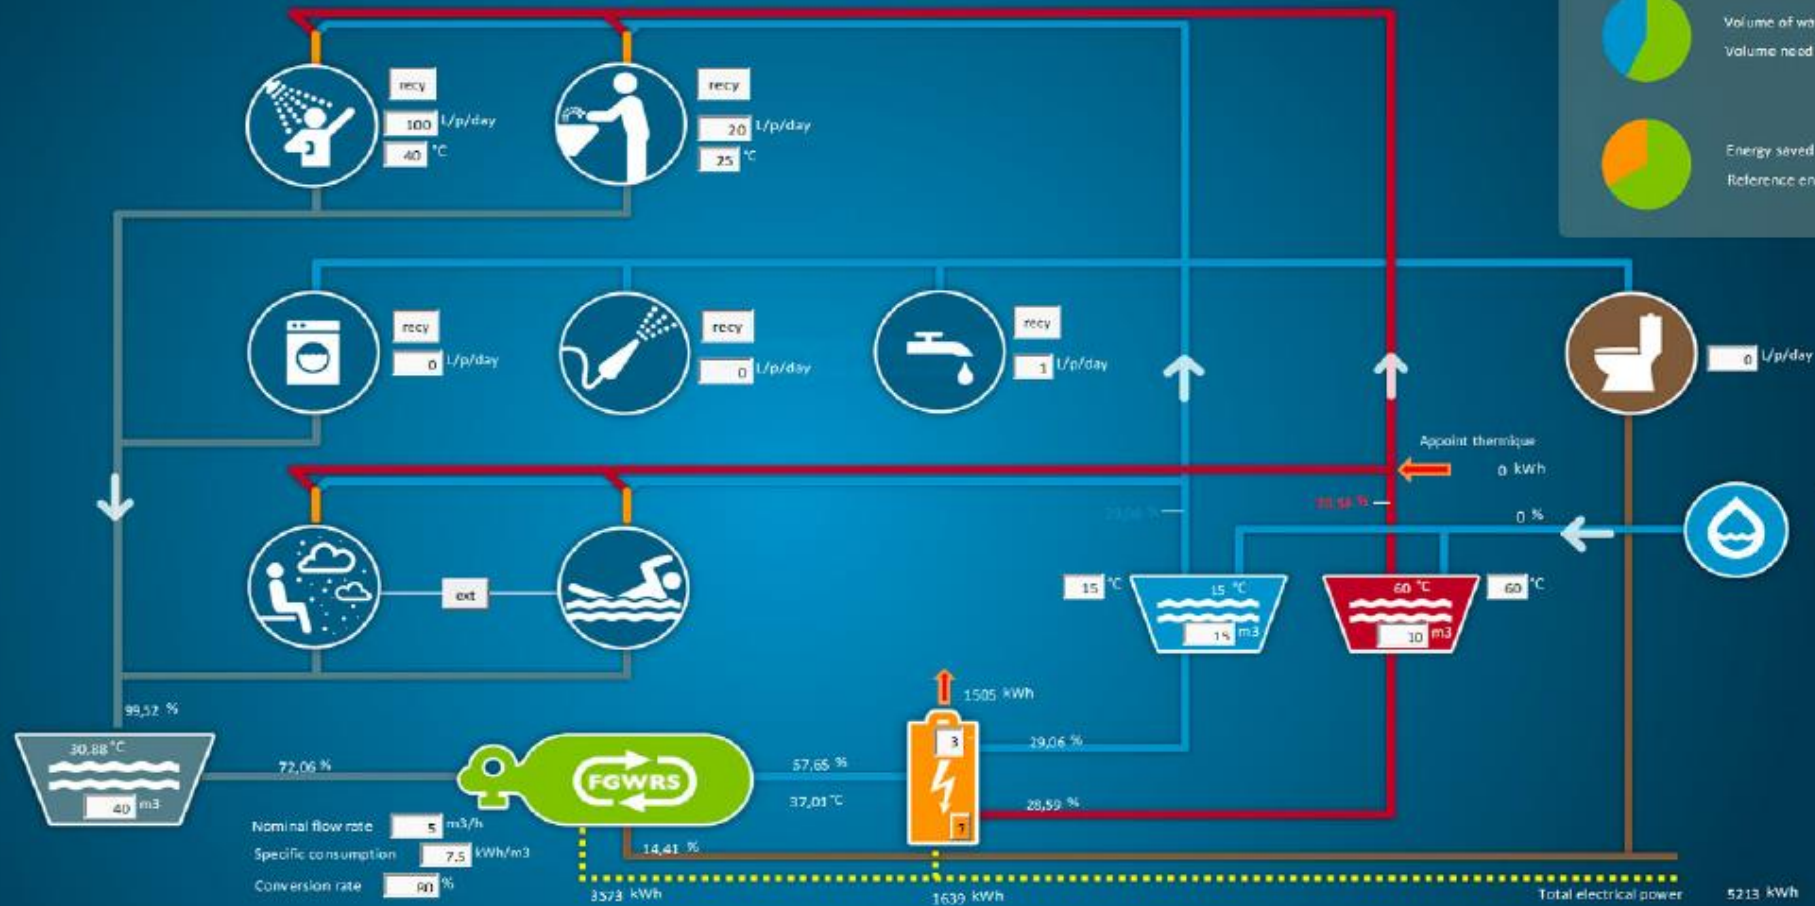 Volume of wa
Volume need
Energy saved
Reference en
recy
100 L/p/day
40 °C
recy
20 L/p/day
25 °C
recy
0 L/p/day
recy
0 L/p/day
recy
1 L/p/day
0 L/p/day
Appoint thermique
0 kWh
0 %
ext
15 °C
15 °C
15 m3
60 °C
60 °C
10 m3
99,52 %
30,88 °C
40 m3
72,06 %
FGWRS
57,65 %
37,01 °C
1505 kWh
3
29,06 %
28,59 %
Nominal flow rate 5 m3/h
Specific consumption 7.5 kWh/m3
Conversion rate 80 %
14,41 %
3573 kWh
1639 kWh
Total electrical power 5213 kWh